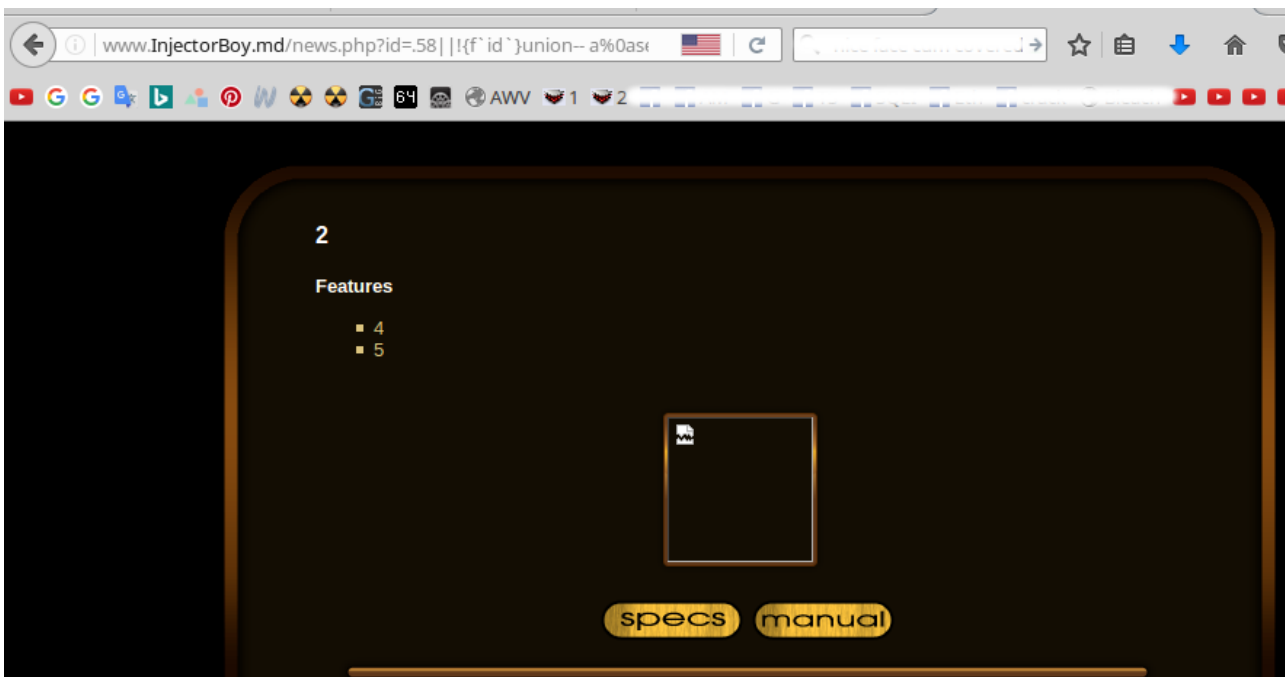 www.InjectorBoy.md/news.php?id=.58||!{f`id`}union-- a%0ase
64 AWV 1 2
2
Features
4
5
specs manual